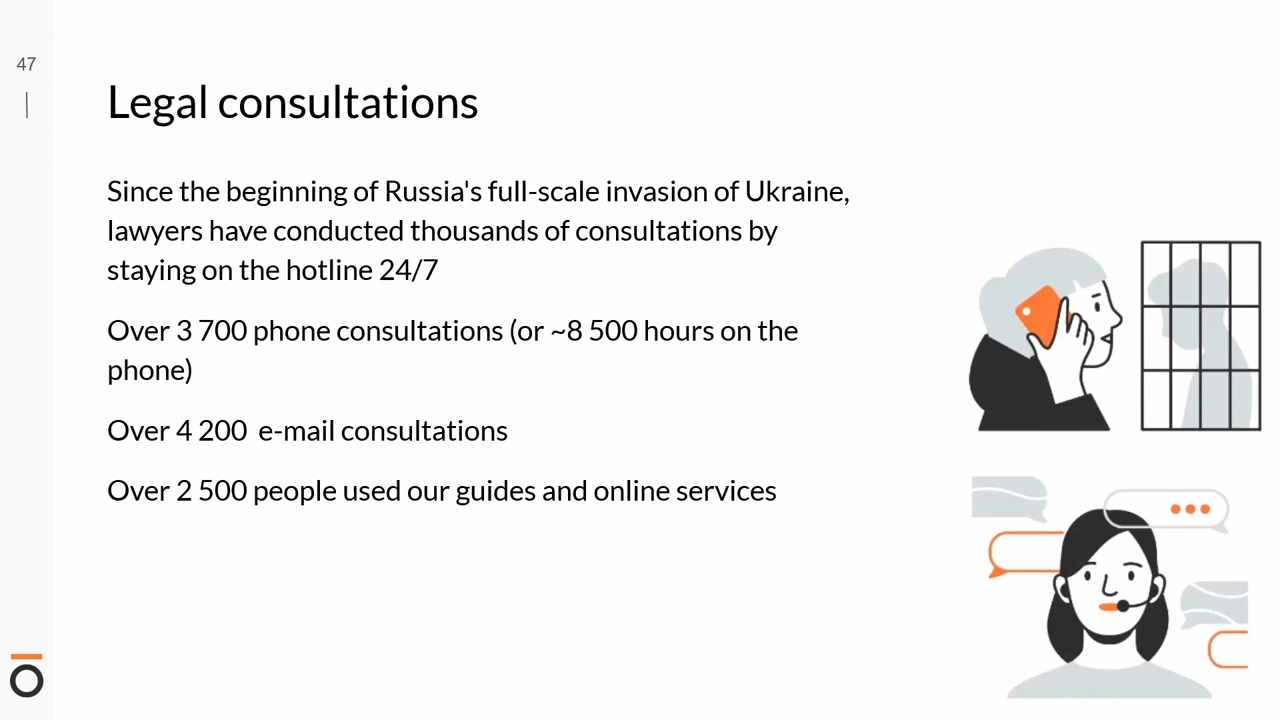 47
Legal consultations
Since the beginning of Russia's full-scale invasion of Ukraine,
lawyers have conducted thousands of consultations by
staying on the hotline 24/7
Over 3 700 phone consultations (or ~8 500 hours on the
phone)
Over 4 200  e-mail consultations
Over 2 500 people used our guides and online services